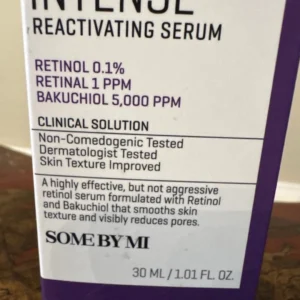 INTENSE
REACTIVATING SERUM
RETINOL 0.1%
RETINAL 1 PPM
BAKUCHIOL 5,000 PPM
CLINICAL SOLUTION
Non-Comedogenic Tested
Dermatologist Tested
Skin Texture Improved
A highly effective, but not aggressive
retinol serum formulated with Retinol
and Bakuchiol that smooths skin
texture and visibly reduces pores.
SOME BY MI
30 ML / 1.01 FL. OZ.